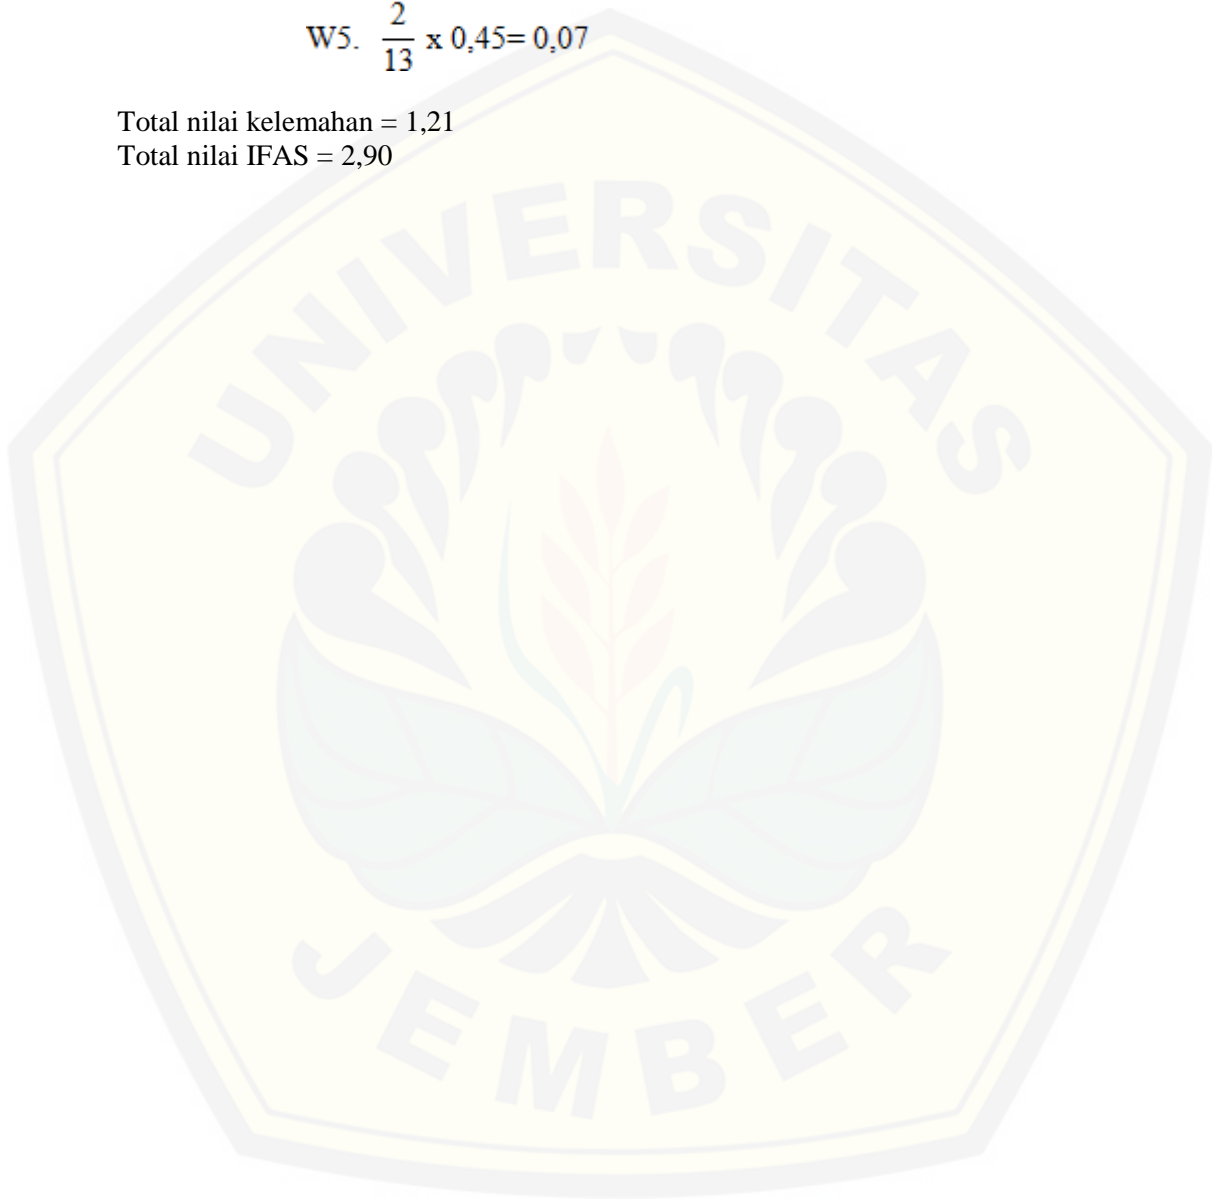 W5. 2/13 x 0,45= 0,07
Total nilai kelemahan = 1,21
Total nilai IFAS = 2,90
UNIVERSITAS
JEMBER